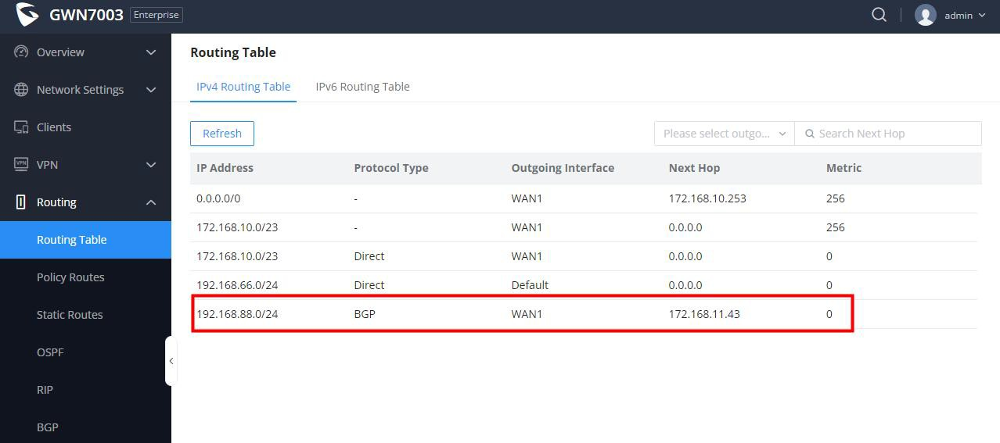 GWN7003 Enterprise
admin
Overview
Network Settings
Clients
VPN
VPN
Routing
Routing Table
Policy Routes
Static Routes
OSPF
RIP
BGP
Routing Table
IPv4 Routing Table IPv6 Routing Table
Refresh Please select outgo... Search Next Hop
IP Address Protocol Type Outgoing Interface Next Hop Metric
0.0.0.0/0 - WAN1 172.168.10.253 256
172.168.10.0/23 - WAN1 0.0.0.0 256
172.168.10.0/23 Direct WAN1 0.0.0.0 0
192.168.66.0/24 Direct Default 0.0.0.0 0
192.168.88.0/24 BGP WAN1 172.168.11.43 0